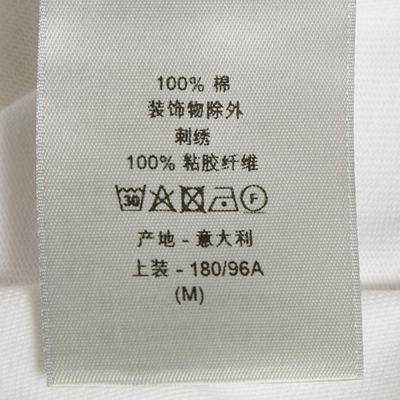 100% 棉
装饰物除外
刺绣
100% 粘胶纤维
30 F
产地 - 意大利
上装 - 180/96A
(M)